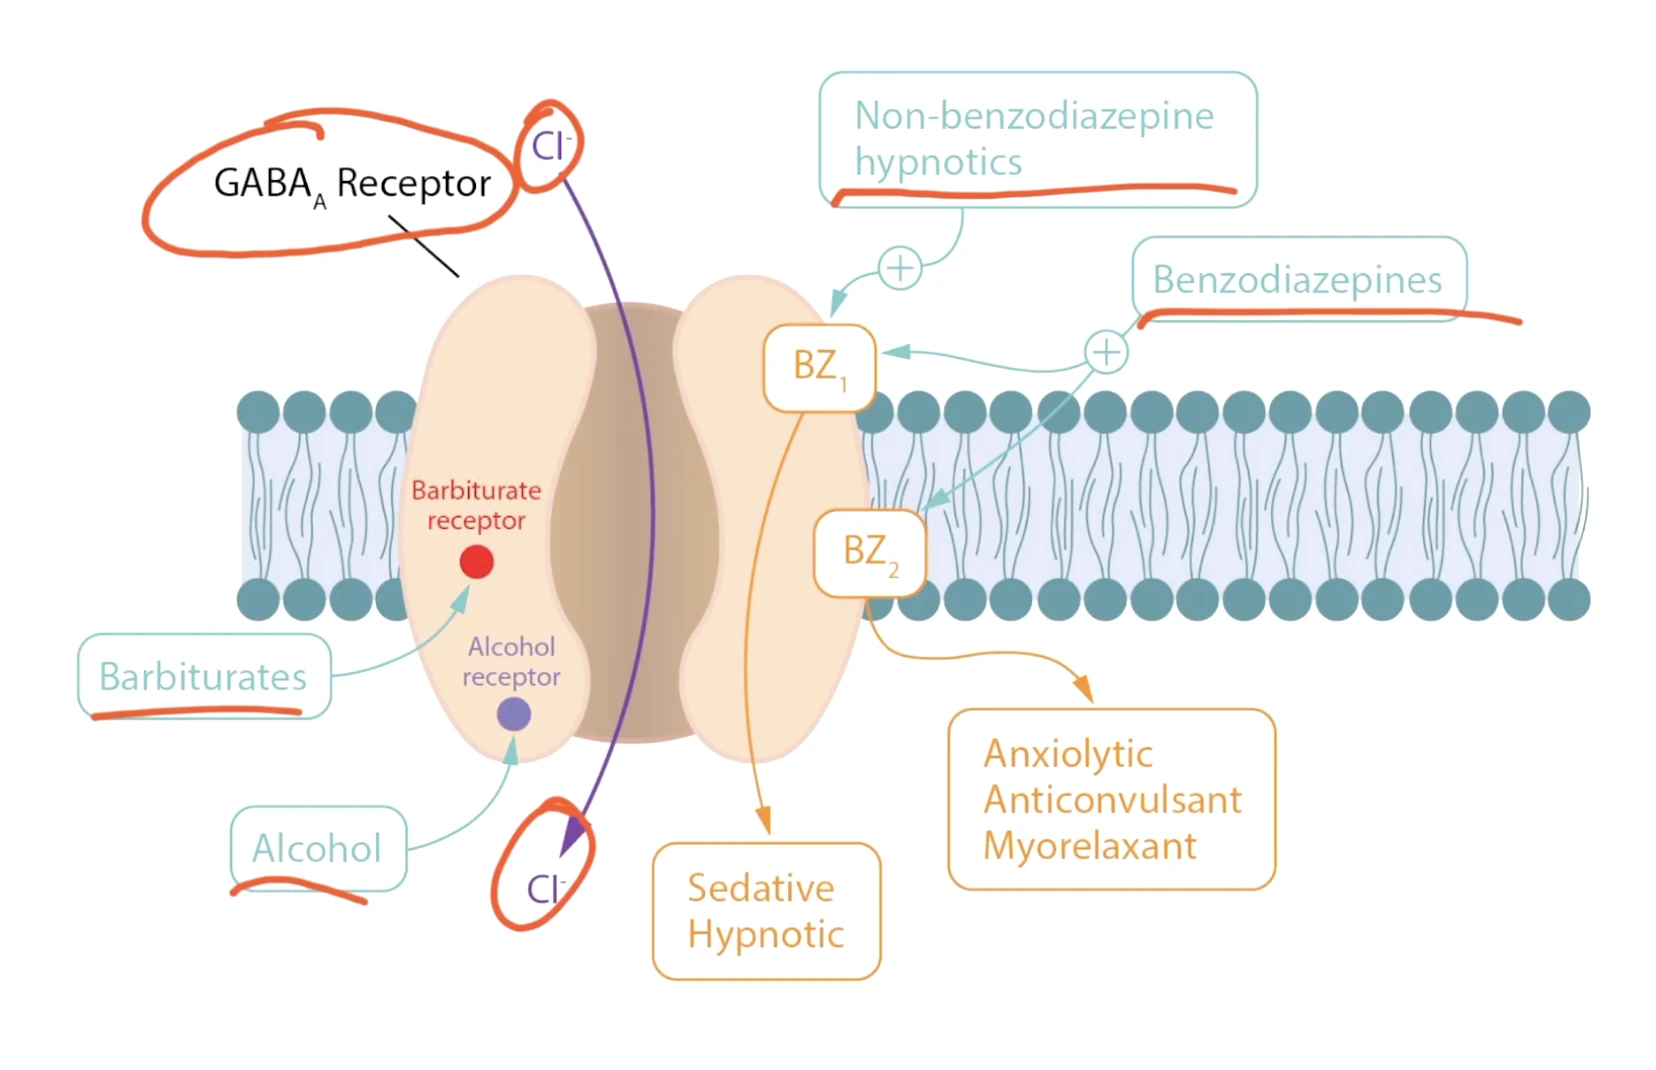 GABA_A Receptor
Cl⁻
Non-benzodiazepine
hypnotics
+
Benzodiazepines
+
BZ₁
BZ₂
Barbiturate
receptor
Barbiturates
Alcohol
receptor
Alcohol
Cl⁻
Sedative
Hypnotic
Anxiolytic
Anticonvulsant
Myorelaxant